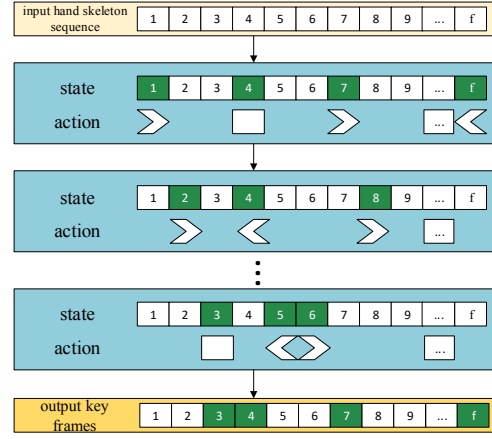 input hand skeleton
sequence
1 2 3 4 5 6 7 8 9 ... f
state
1 2 3 4 5 6 7 8 9 ... f
action
...
state
1 2 3 4 5 6 7 8 9 ... f
action
...
state
1 2 3 4 5 6 7 8 9 ... f
action
...
output key
frames
1 2 3 4 5 6 7 8 9 ... f